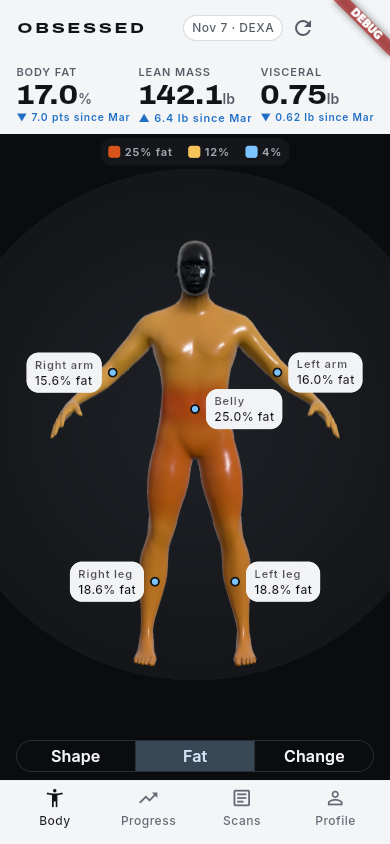 OBSESSED
Nov 7 · DEXA
DEBUG
BODY FAT
17.0%
▼ 7.0 pts since Mar
LEAN MASS
142.1lb
▲ 6.4 lb since Mar
VISCERAL
0.75lb
▼ 0.62 lb since Mar
25% fat
12%
4%
Right arm
15.6% fat
Left arm
16.0% fat
Belly
25.0% fat
Right leg
18.6% fat
Left leg
18.8% fat
Shape
Fat
Change
Body
Progress
Scans
Profile